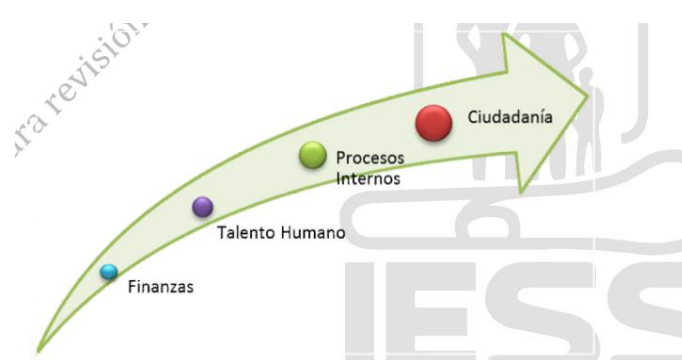 ara revisión
Ciudadanía
Procesos
Internos
Talento Humano
Finanzas
IESS